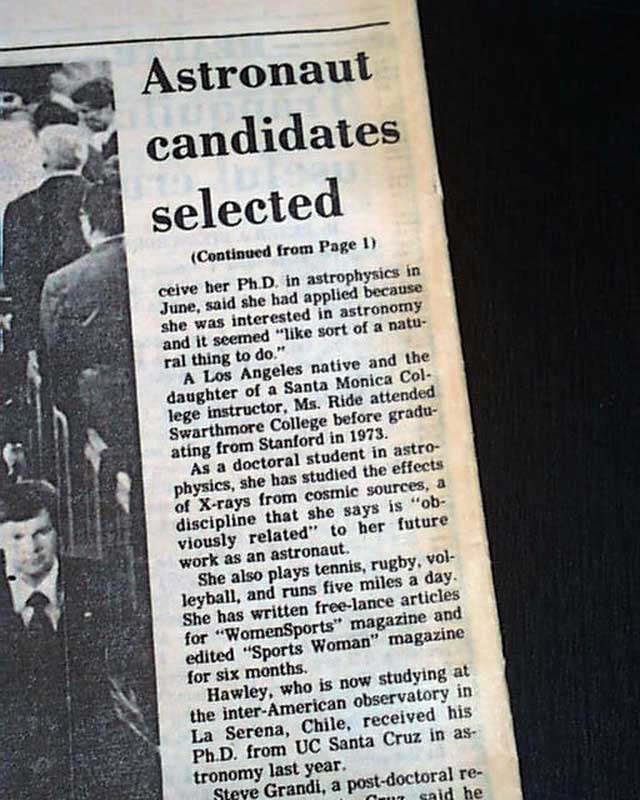 Astronaut
candidates
selected
(Continued from Page 1)
ceive her Ph.D. in astrophysics in
June, said she had applied because
she was interested in astronomy
and it seemed "like sort of a natu-
ral thing to do."
A Los Angeles native and the
daughter of a Santa Monica Col-
lege instructor, Ms. Ride attended
Swarthmore College before gradu-
ating from Stanford in 1973.
As a doctoral student in astro-
physics, she has studied the effects
of X-rays from cosmic sources, a
discipline that she says is "ob-
viously related" to her future
work as an astronaut.
She also plays tennis, rugby, vol-
leyball, and runs five miles a day.
She has written free-lance articles
for "WomenSports" magazine and
edited "Sports Woman" magazine
for six months.
Hawley, who is now studying at
the inter-American observatory in
La Serena, Chile, received his
Ph.D. from UC Santa Cruz in as-
tronomy last year.
Steve Grandi, a post-doctoral re-
Cruz, said he